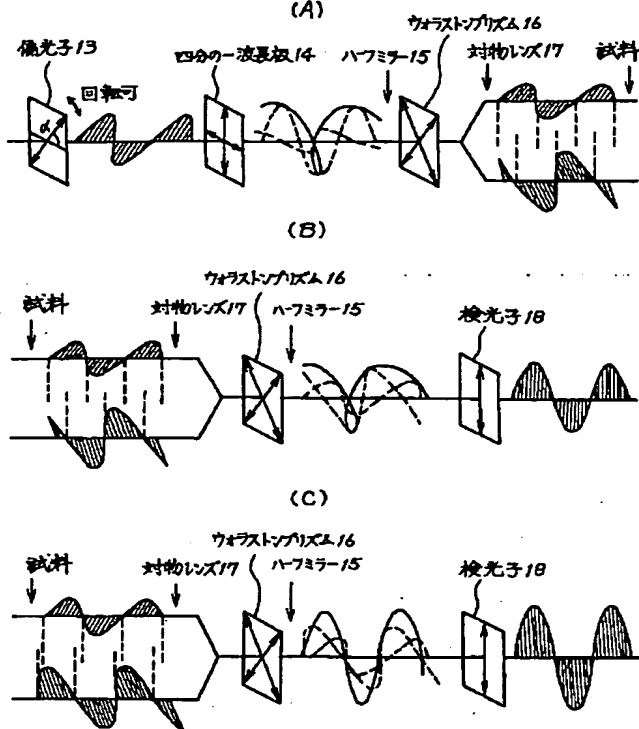 (A)
ウォラストンプリズム16
偏光子13
四分の一波長板14
ハーフミラー15
対物レンズ17
試料
回転可
α
(B)
ウォラストンプリズム16
試料
対物レンズ17
ハーフミラー15
検光子18
(C)
ウォラストンプリズム16
試料
対物レンズ17
ハーフミラー15
検光子18